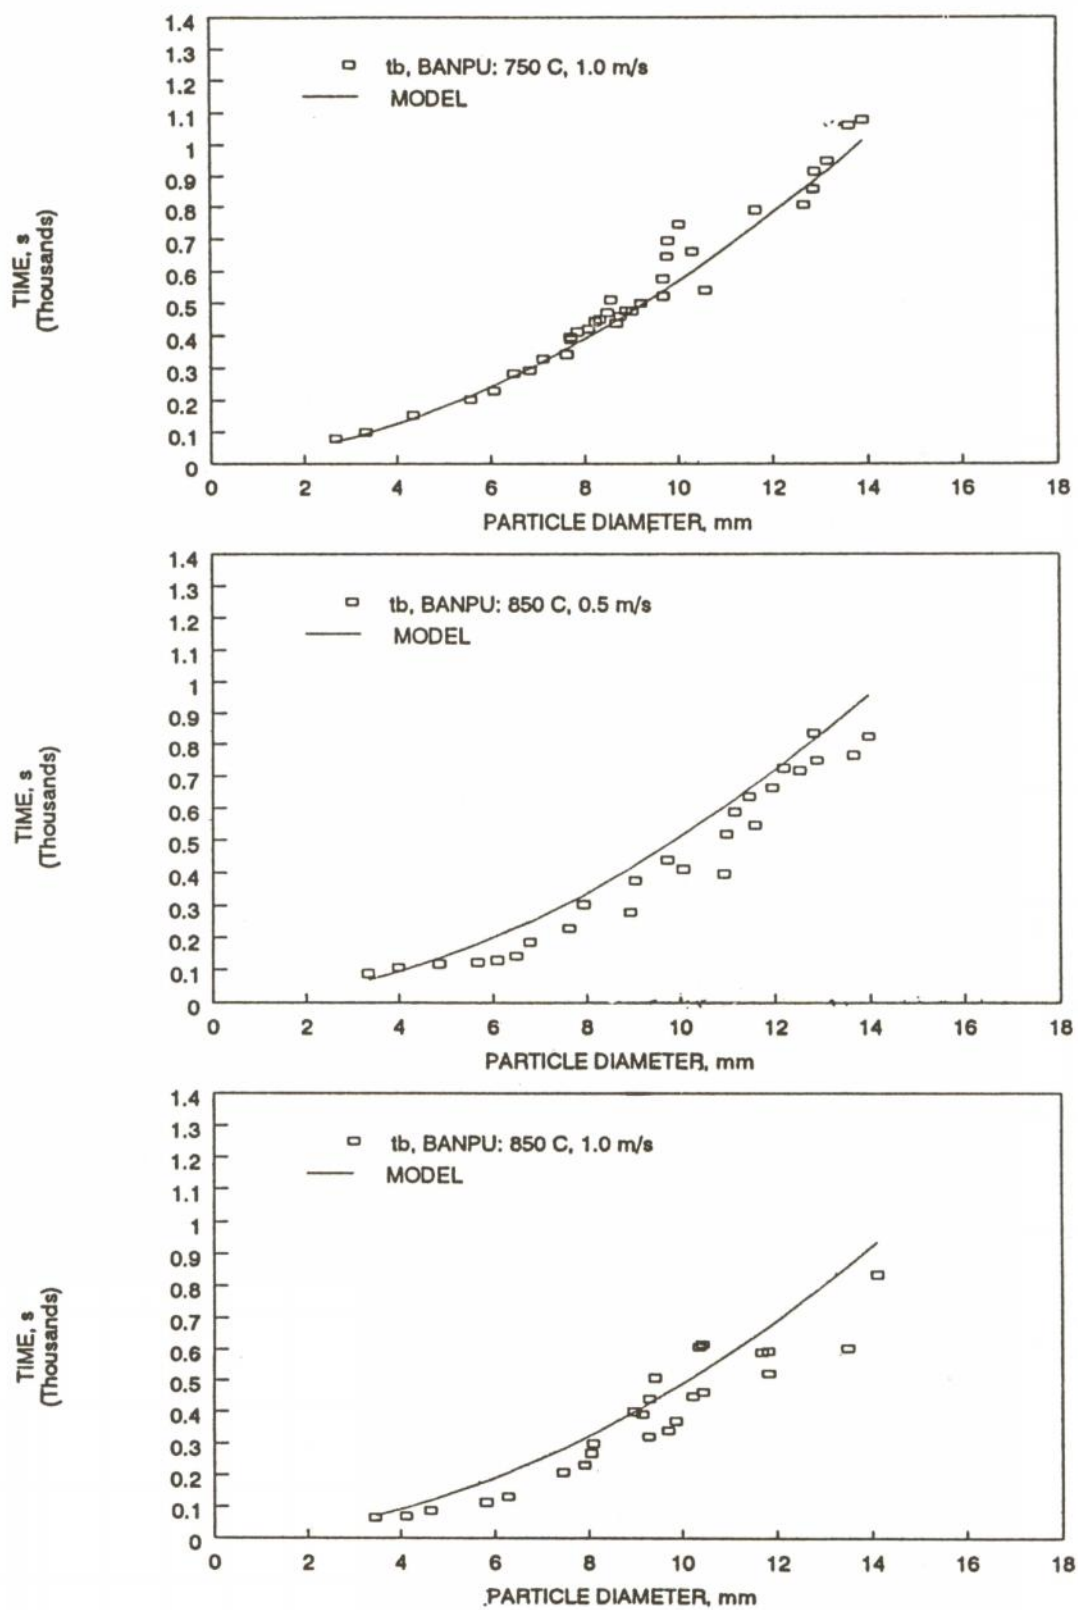 1.4
1.3
1.2
1.1
1
0.9
0.8
0.7
0.6
0.5
0.4
0.3
0.2
0.1
0
TIME, s
(Thousands)
tb, BANPU: 750 C, 1.0 m/s
MODEL
0 2 4 6 8 10 12 14 16 18
PARTICLE DIAMETER, mm
1.4
1.3
1.2
1.1
1
0.9
0.8
0.7
0.6
0.5
0.4
0.3
0.2
0.1
0
TIME, s
(Thousands)
tb, BANPU: 850 C, 0.5 m/s
MODEL
0 2 4 6 8 10 12 14 16 18
PARTICLE DIAMETER, mm
1.4
1.3
1.2
1.1
1
0.9
0.8
0.7
0.6
0.5
0.4
0.3
0.2
0.1
0
TIME, s
(Thousands)
tb, BANPU: 850 C, 1.0 m/s
MODEL
0 2 4 6 8 10 12 14 16 18
PARTICLE DIAMETER, mm